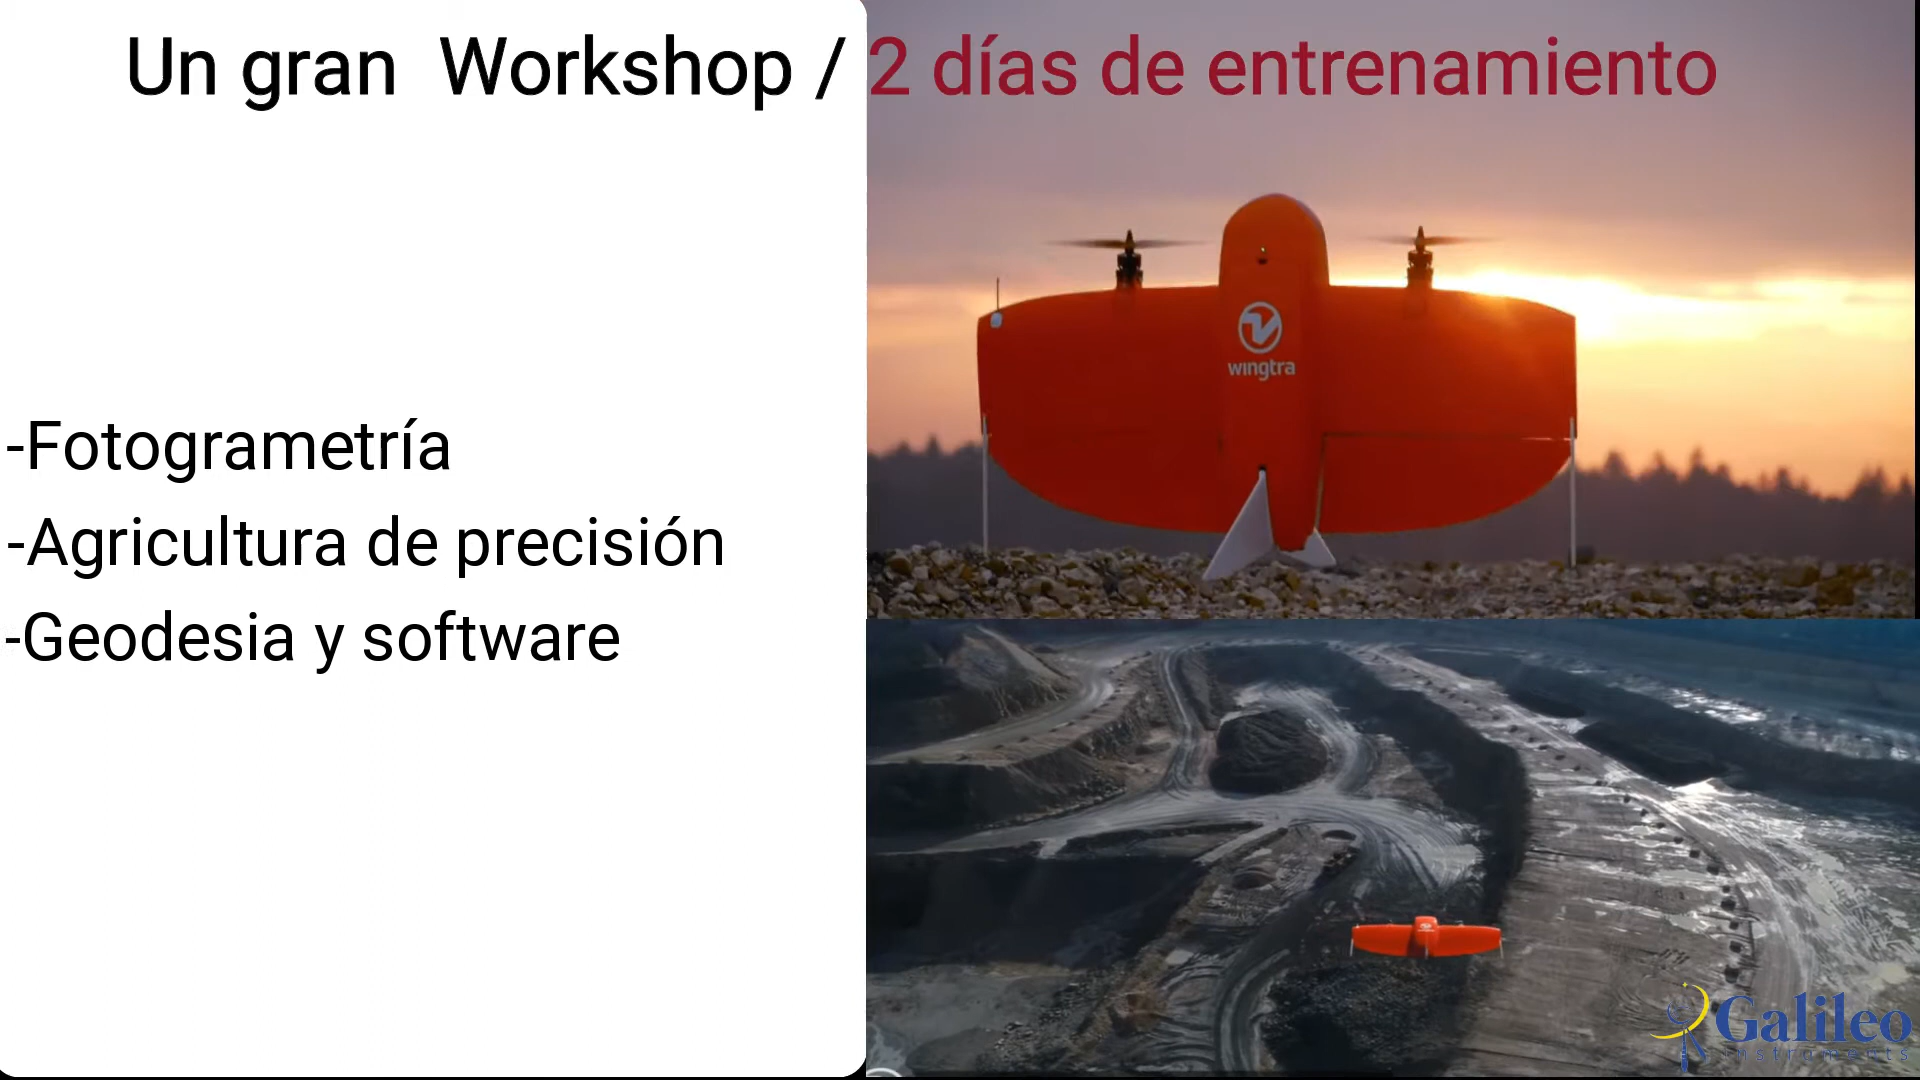 Un gran Workshop / 2 días de entrenamiento
-Fotogrametría
-Agricultura de precisión
-Geodesia y software
wingtra
Galileo
Instruments